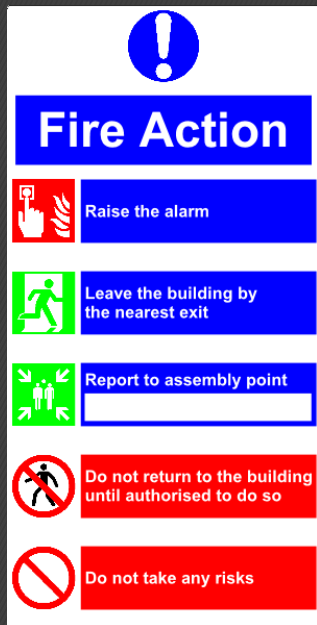 Fire Action
Raise the alarm
Leave the building by
the nearest exit
Report to assembly point
Do not return to the building
until authorised to do so
Do not take any risks